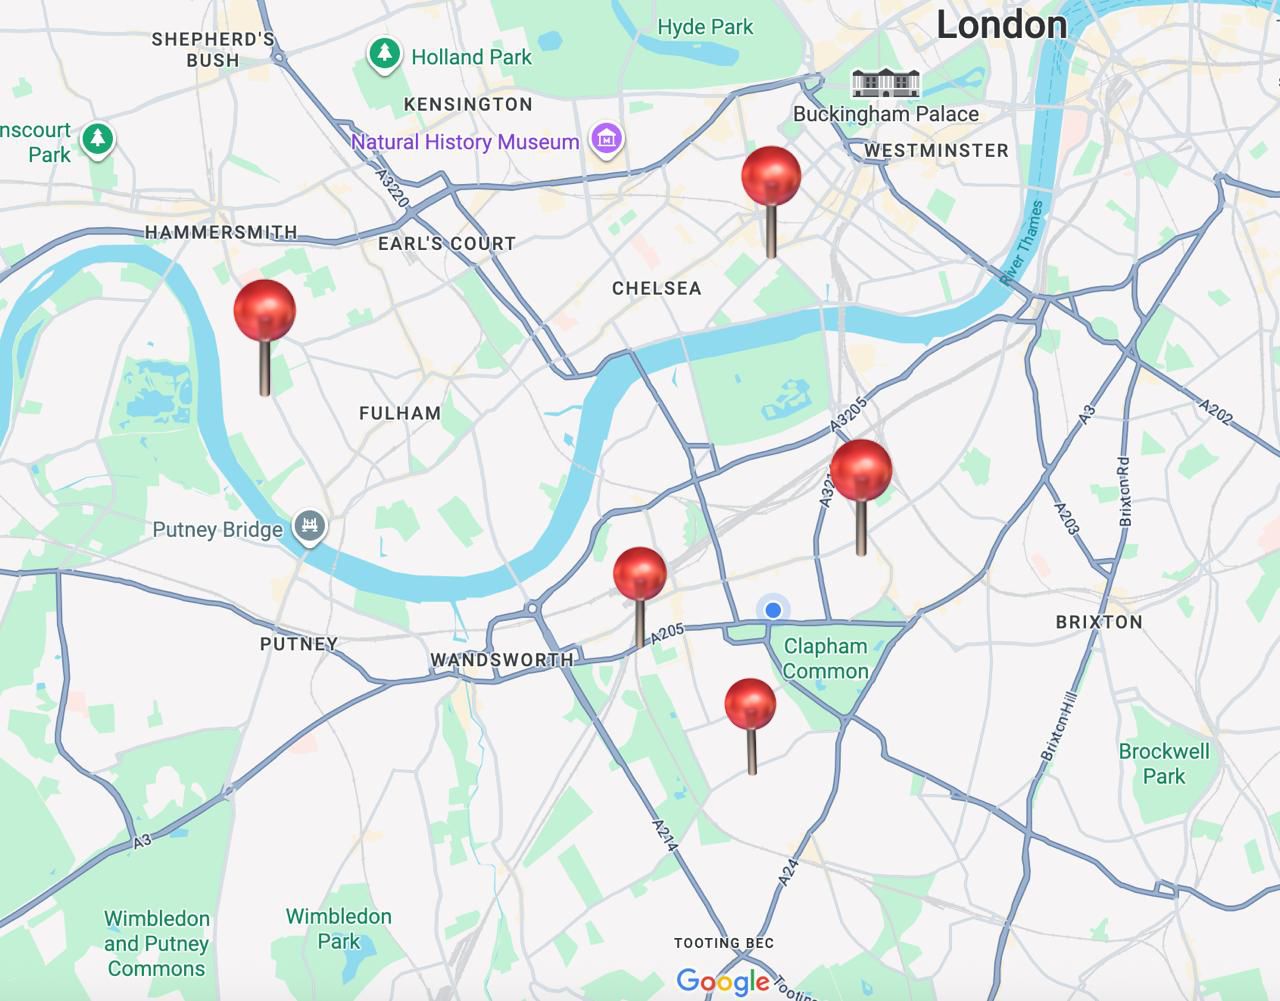 London
Hyde Park
SHEPHERD'S
BUSH
Holland Park
KENSINGTON
Buckingham Palace
nscourt
Park
Natural History Museum
WESTMINSTER
A3220
HAMMERSMITH
EARL'S COURT
River Thames
CHELSEA
FULHAM
A3205
A3
A202
Brixton Rd
A203
Putney Bridge
BRIXTON
A205
PUTNEY
WANDSWORTH
Clapham
Common
Brixton Hill
Brockwell
Park
A3
A214
A24
Wimbledon
and Putney
Commons
Wimbledon
Park
TOOTING BEC
Google